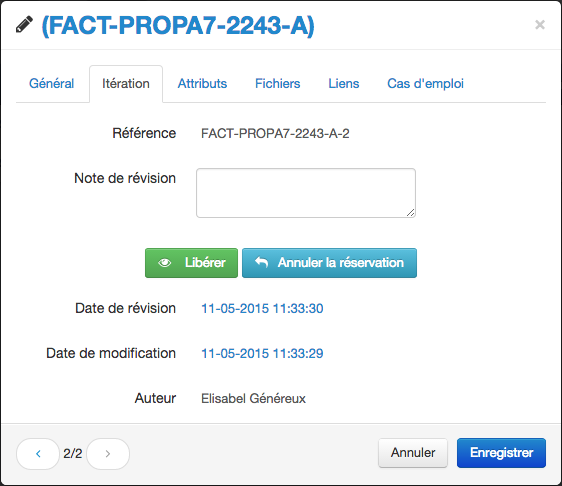 (FACT-PROPA7-2243-A)
×
Général Itération Attributs Fichiers Liens Cas d'emploi
Référence FACT-PROPA7-2243-A-2
Note de révision
Libérer Annuler la réservation
Date de révision 11-05-2015 11:33:30
Date de modification 11-05-2015 11:33:29
Auteur Elisabel Généreux
‹ 2/2 › Annuler Enregistrer